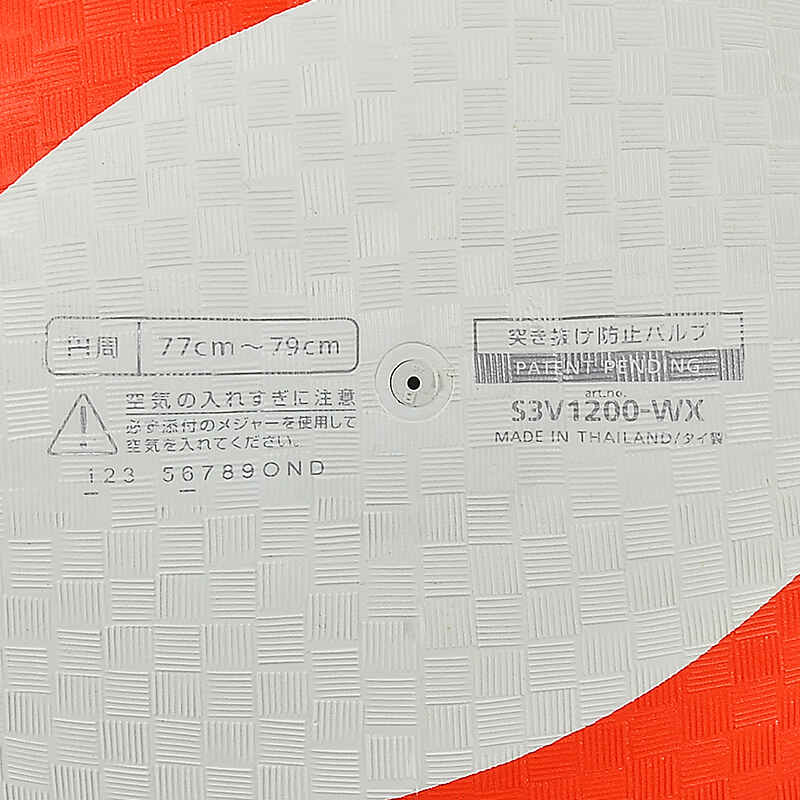 円周 77cm～79cm
空気の入れすぎに注意
必ず添付のメジャーを使用して
空気を入れてください。
123 56789OND
突き抜け防止バルブ
PATENT PENDING
art.no.
S3V1200-WX
MADE IN THAILAND/タイ製